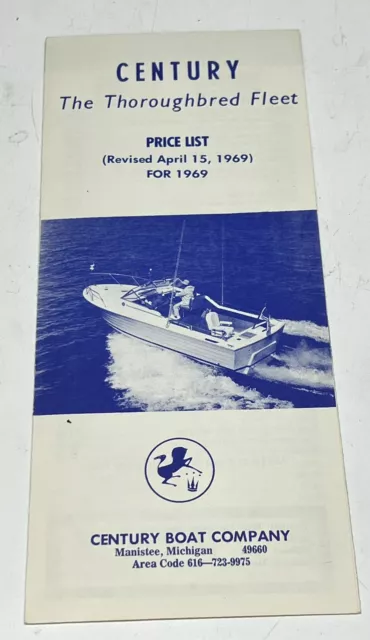 CENTURY
The Thoroughbred Fleet
PRICE LIST
(Revised April 15, 1969)
FOR 1969
CENTURY BOAT COMPANY
Manistee, Michigan 49660
Area Code 616—723-9975